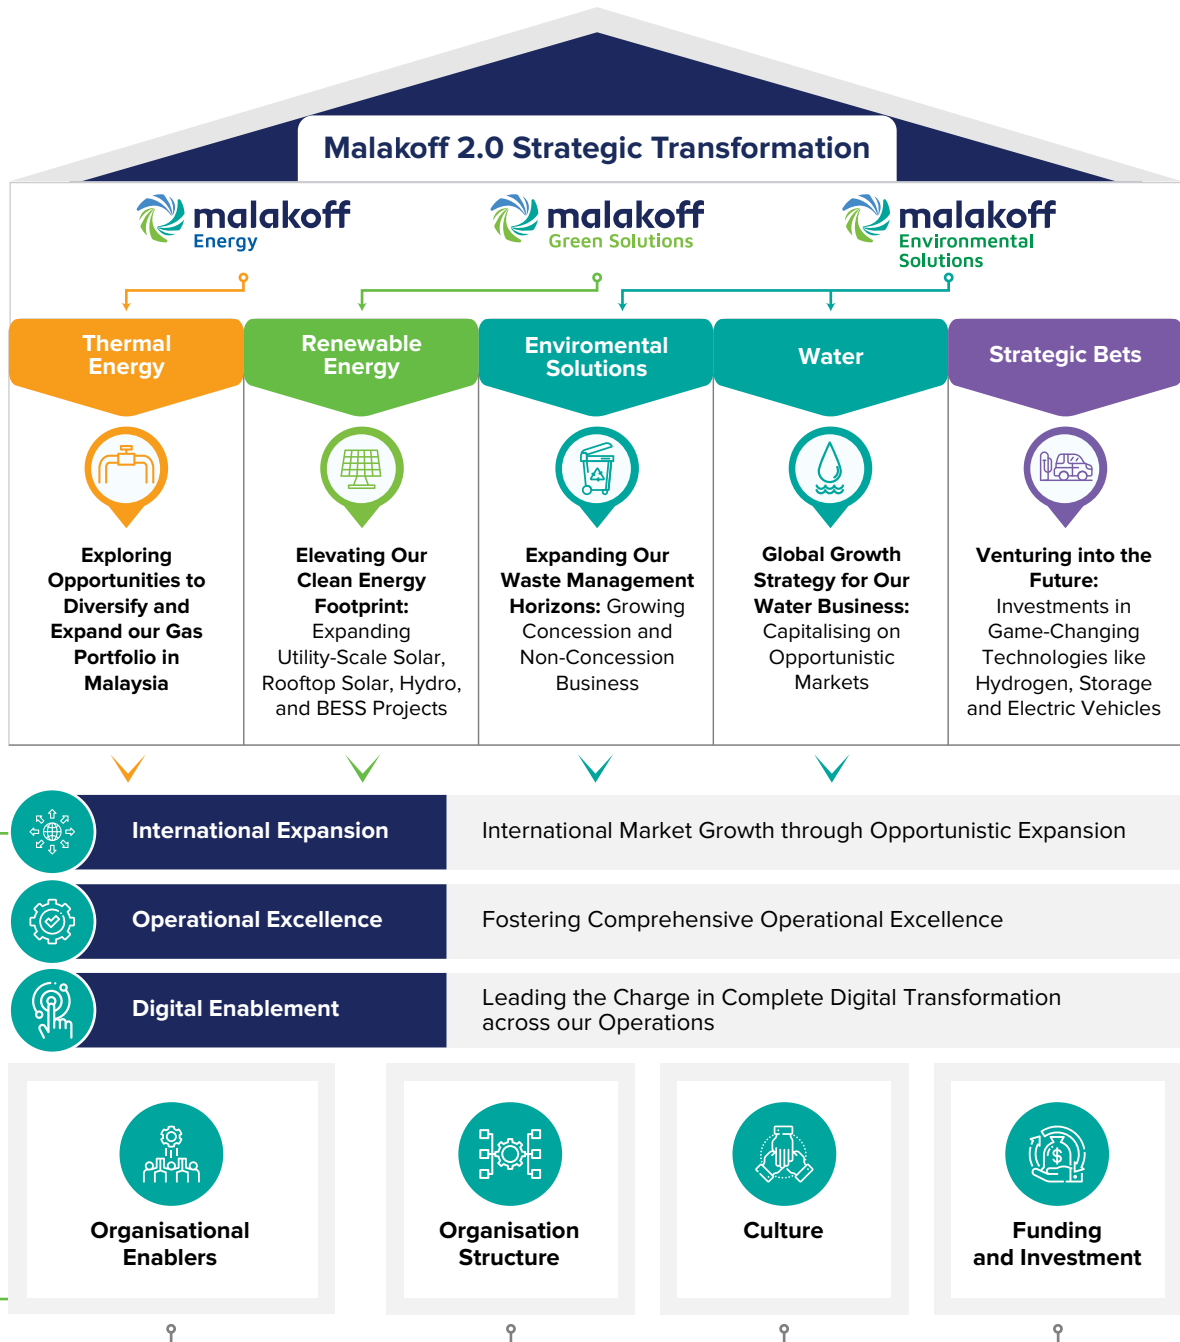 Malakoff 2.0 Strategic Transformation
malakoff
Energy
malakoff
Green Solutions
malakoff
Environmental
Solutions
Thermal
Energy
Renewable
Energy
Enviromental
Solutions
Water
Strategic Bets
Exploring
Opportunities to
Diversify and
Expand our Gas
Portfolio in
Malaysia
Elevating Our
Clean Energy
Footprint:
Expanding
Utility-Scale Solar,
Rooftop Solar, Hydro,
and BESS Projects
Expanding Our
Waste Management
Horizons: Growing
Concession and
Non-Concession
Business
Global Growth
Strategy for Our
Water Business:
Capitalising on
Opportunistic
Markets
Venturing into the
Future:
Investments in
Game-Changing
Technologies like
Hydrogen, Storage
and Electric Vehicles
International Expansion
International Market Growth through Opportunistic Expansion
Operational Excellence
Fostering Comprehensive Operational Excellence
Digital Enablement
Leading the Charge in Complete Digital Transformation
across our Operations
Organisational
Enablers
Organisation
Structure
Culture
$
Funding
and Investment